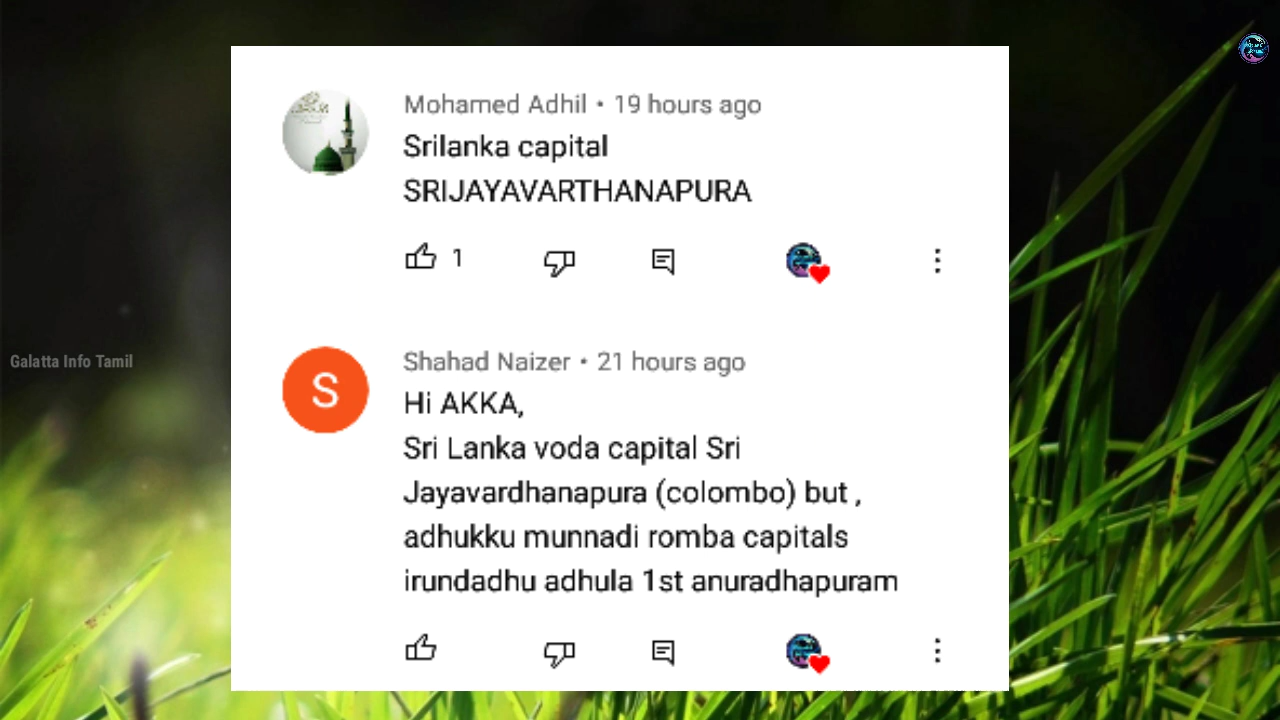 Mohamed Adhil • 19 hours ago
Srilanka capital
SRIJAYAVARTHANAPURA
1
Galatta Info Tamil
S
Shahad Naizer • 21 hours ago
Hi AKKA,
Sri Lanka voda capital Sri
Jayavardhanapura (colombo) but ,
adhukku munnadi romba capitals
irundadhu adhula 1st anuradhapuram